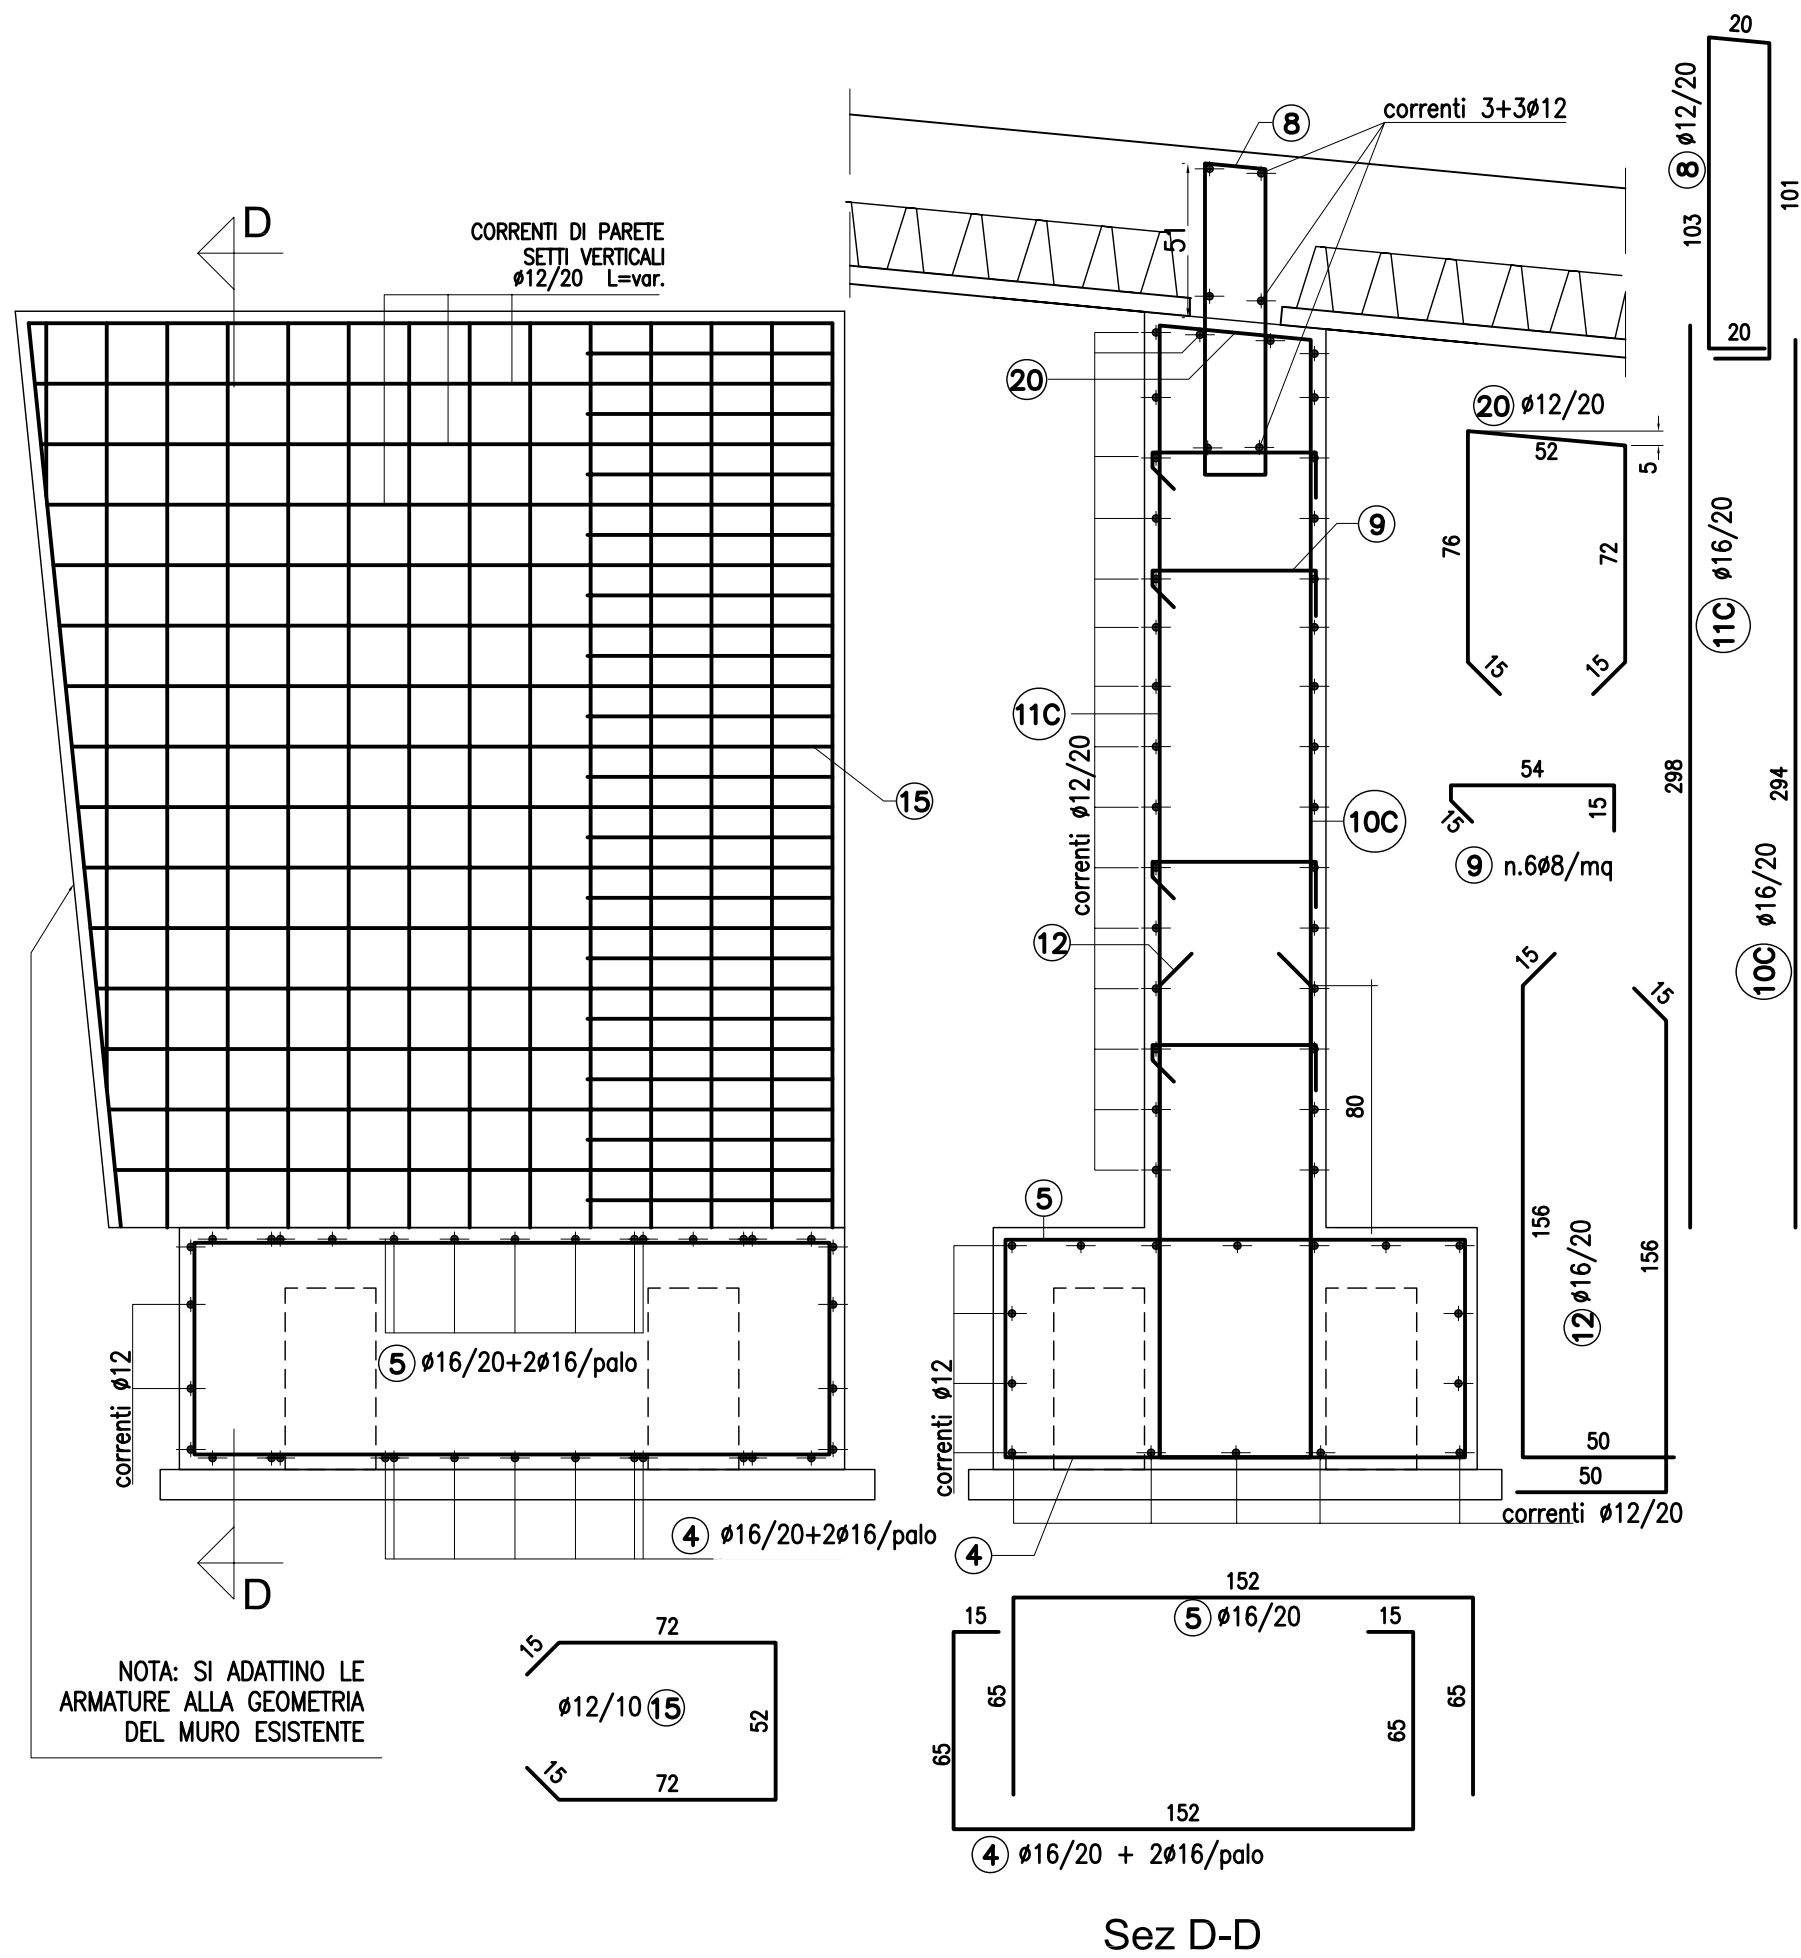 D
CORRENTI DI PARETE
SETTI VERTICALI
ø12/20 L=var.
15
correnti ø12
5 ø16/20+2ø16/palo
4 ø16/20+2ø16/palo
D
NOTA: SI ADATTINO LE
ARMATURE ALLA GEOMETRIA
DEL MURO ESISTENTE
15
72
ø12/10 15
52
15
72
8
correnti 3+3ø12
51
20
9
11C
correnti ø12/20
10C
12
80
5
correnti ø12
4
correnti ø12/20
20
8 ø12/20
103
101
20
20 ø12/20
52
5
76
72
15
15
11C ø16/20
298
10C ø16/20
294
54
15
15
9 n.6ø8/mq
15
15
156
12 ø16/20
156
50
50
152
5 ø16/20
15
15
65
65
65
65
152
4 ø16/20 + 2ø16/palo
Sez D-D